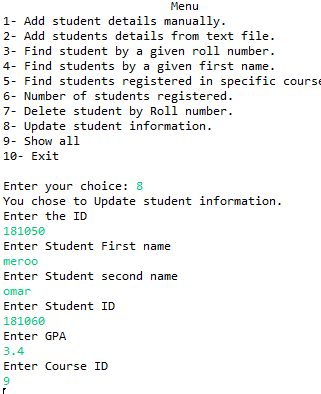 Menu
1- Add student details manually.
2- Add students details from text file.
3- Find student by a given roll number.
4- Find students by a given first name.
5- Find students registered in specific course
6- Number of students registered.
7- Delete student by Roll number.
8- Update student information.
9- Show all
10- Exit
Enter your choice: 8
You chose to Update student information.
Enter the ID
181050
Enter Student First name
meroo
Enter Student second name
omar
Enter Student ID
181060
Enter GPA
3.4
Enter Course ID
9